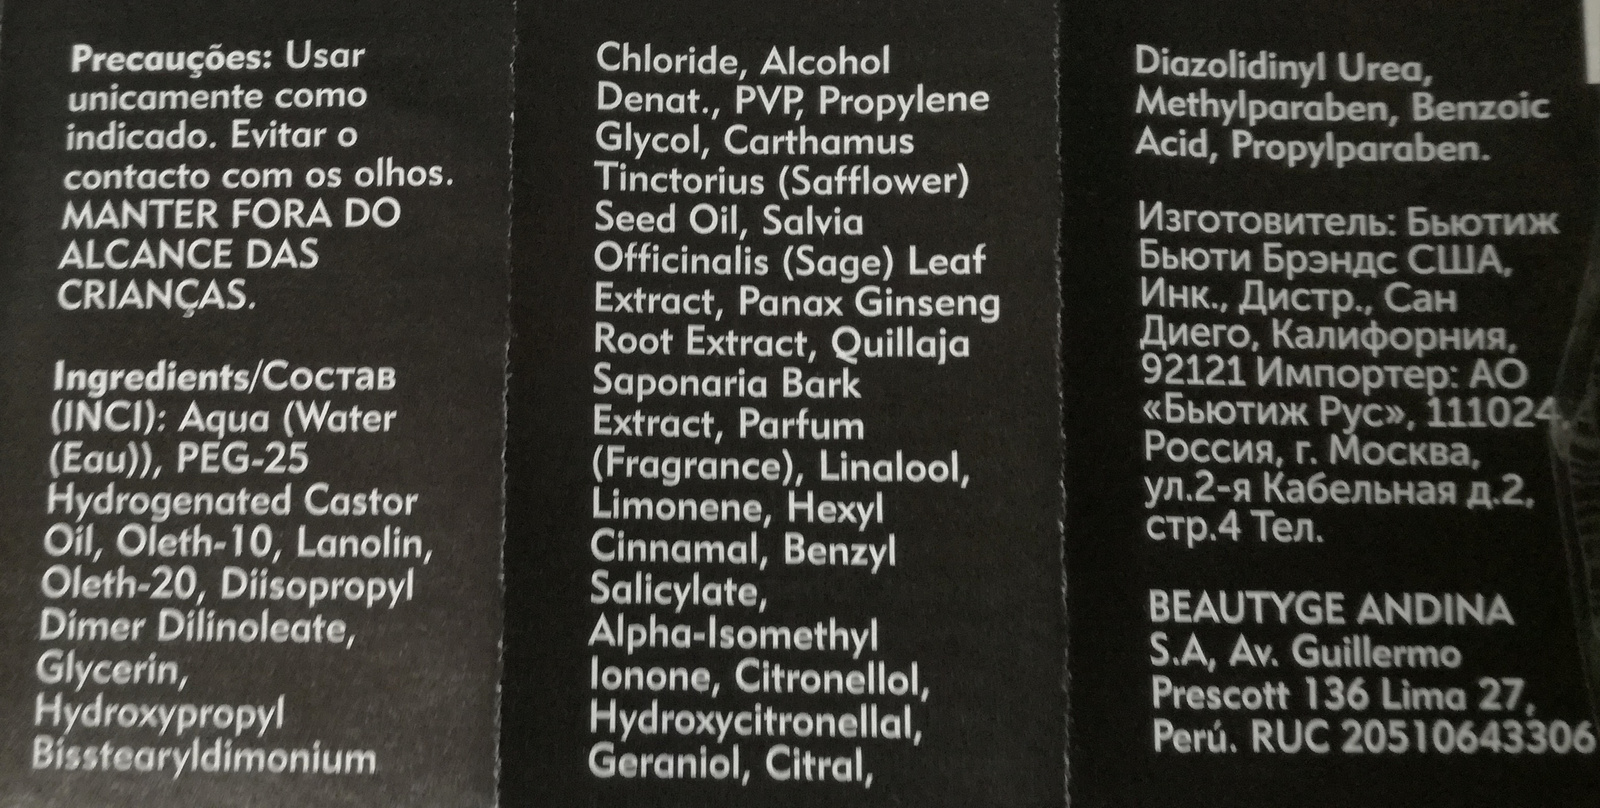 Precauções: Usar
unicamente como
indicado. Evitar o
contacto com os olhos.
MANTER FORA DO
ALCANCE DAS
CRIANÇAS.
Ingredients/Состав
(INCI): Aqua (Water
(Eau)), PEG-25
Hydrogenated Castor
Oil, Oleth-10, Lanolin,
Oleth-20, Diisopropyl
Dimer Dilinoleate,
Glycerin,
Hydroxypropyl
Bisstearyldimonium
Chloride, Alcohol
Denat., PVP, Propylene
Glycol, Carthamus
Tinctorius (Safflower)
Seed Oil, Salvia
Officinalis (Sage) Leaf
Extract, Panax Ginseng
Root Extract, Quillaja
Saponaria Bark
Extract, Parfum
(Fragrance), Linalool,
Limonene, Hexyl
Cinnamal, Benzyl
Salicylate,
Alpha-Isomethyl
Ionone, Citronellol,
Hydroxycitronellal,
Geraniol, Citral,
Diazolidinyl Urea,
Methylparaben, Benzoic
Acid, Propylparaben.
Изготовитель: Бьютиж
Бьюти Брэндс США,
Инк., Дистр., Сан
Диего, Калифорния,
92121 Импортер: АО
«Бьютиж Рус», 111024,
Россия, г. Москва,
ул.2-я Кабельная д.2,
стр.4 Тел.
BEAUTYGE ANDINA
S.A, Av. Guillermo
Prescott 136 Lima 27,
Perú. RUC 20510643306